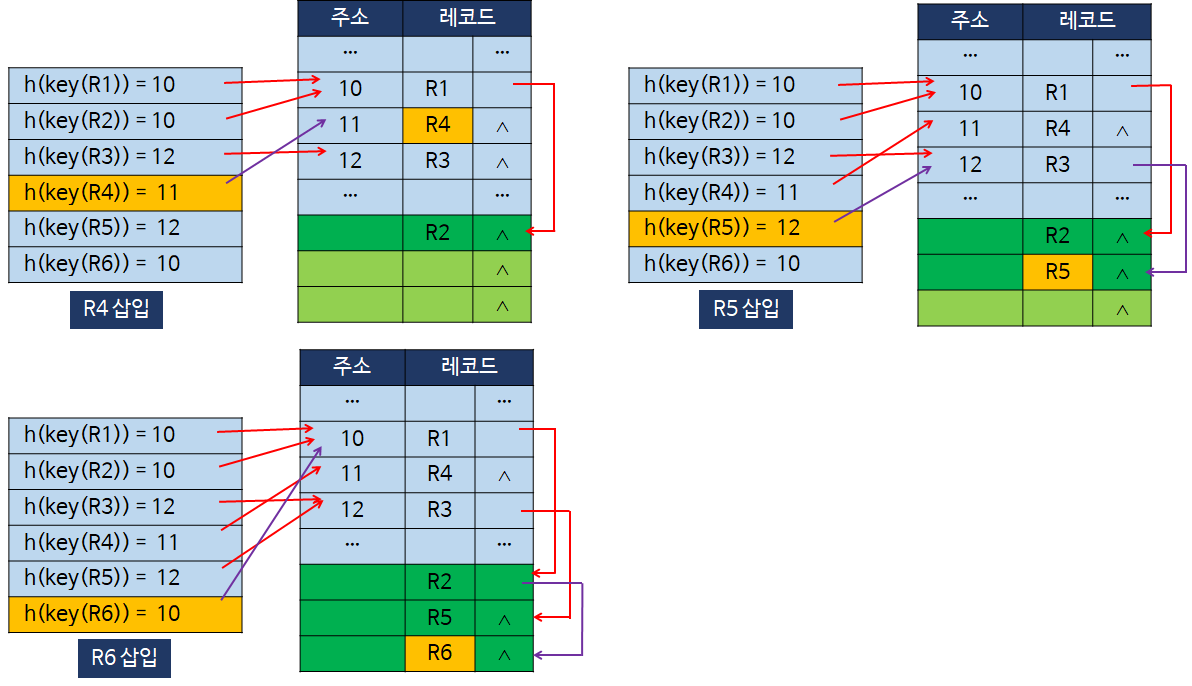 주소 레코드
... ...
h(key(R1)) = 10
h(key(R2)) = 10
h(key(R3)) = 12
h(key(R4)) = 11
h(key(R5)) = 12
h(key(R6)) = 10
10 R1
11 R4 ∧
12 R3 ∧
... ...
R2 ∧
∧
∧
R4 삽입
주소 레코드
... ...
h(key(R1)) = 10
h(key(R2)) = 10
h(key(R3)) = 12
h(key(R4)) = 11
h(key(R5)) = 12
h(key(R6)) = 10
10 R1
11 R4 ∧
12 R3
... ...
R2 ∧
R5 ∧
∧
R5 삽입
주소 레코드
... ...
h(key(R1)) = 10
h(key(R2)) = 10
h(key(R3)) = 12
h(key(R4)) = 11
h(key(R5)) = 12
h(key(R6)) = 10
10 R1
11 R4 ∧
12 R3
... ...
R2
R5 ∧
R6 ∧
R6 삽입